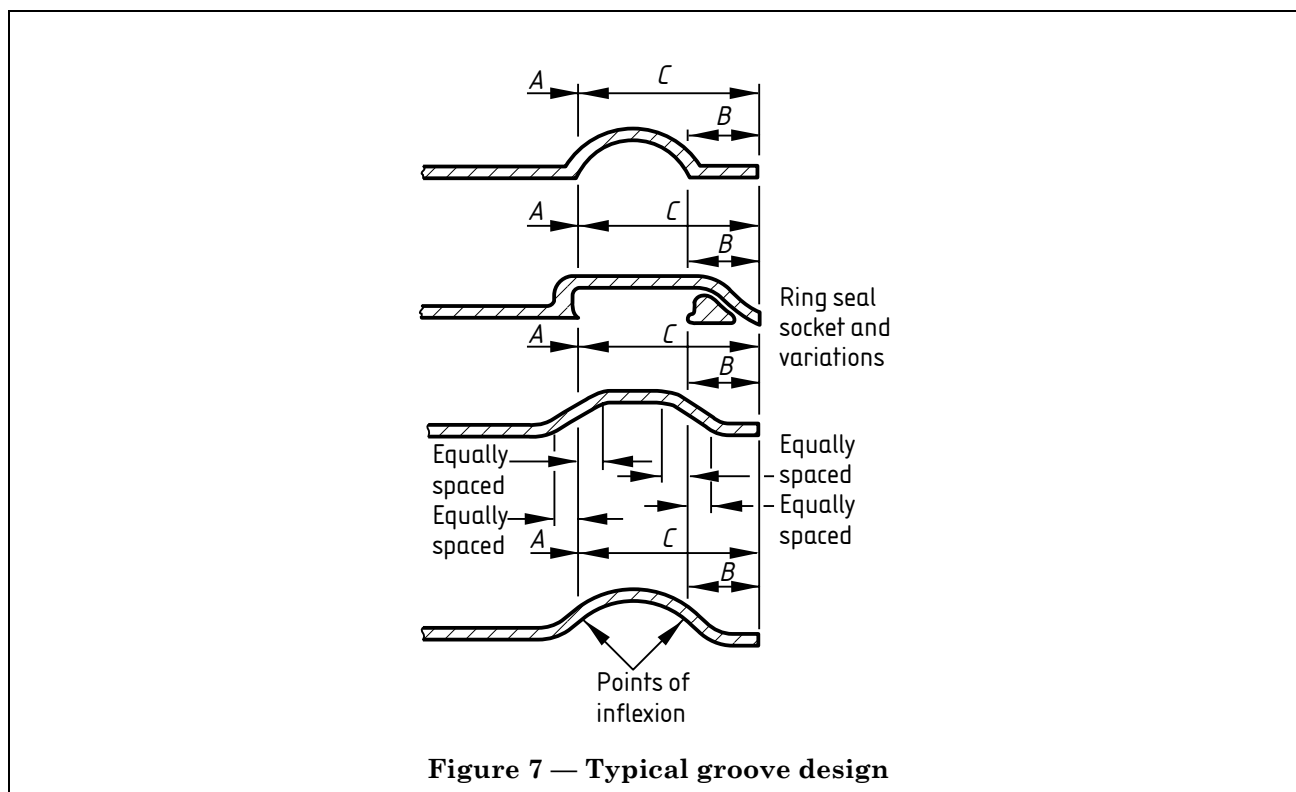 A
C
B
A
C
B
Ring seal
socket and
variations
A
C
B
Equally
spaced
Equally
spaced
Equally
spaced
Equally
spaced
A
C
B
Points of
inflexion
Figure 7 — Typical groove design